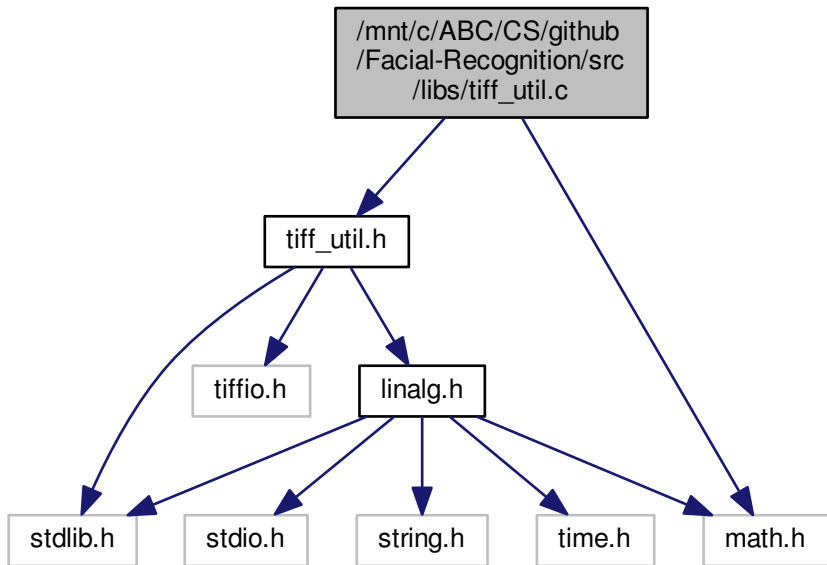 /mnt/c/ABC/CS/github
/Facial-Recognition/src
/libs/tiff_util.c
tiff_util.h
tiffio.h
linalg.h
stdlib.h
stdio.h
string.h
time.h
math.h